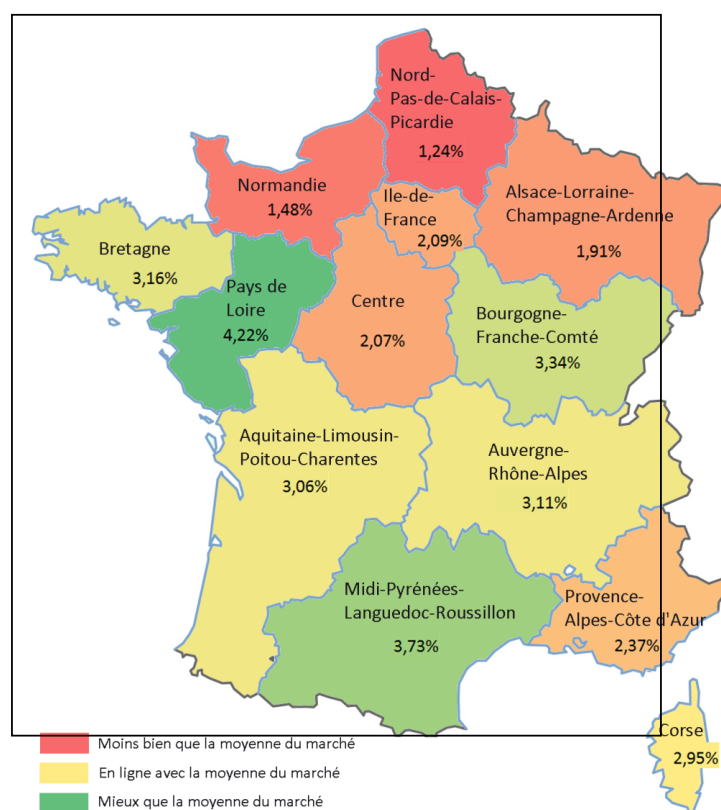 Nord-
Pas-de-Calais-
Picardie
1,24%
Normandie
1,48%
Ile-de-
France
2,09%
Alsace-Lorraine-
Champagne-Ardenne
1,91%
Bretagne
3,16%
Pays de
Loire
4,22%
Centre
2,07%
Bourgogne-
Franche-Comté
3,34%
Aquitaine-Limousin-
Poitou-Charentes
3,06%
Auvergne-
Rhône-Alpes
3,11%
Midi-Pyrénées-
Languedoc-Roussillon
3,73%
Provence-
Alpes-Côte d'Azur
2,37%
Corse
2,95%
Moins bien que la moyenne du marché
En ligne avec la moyenne du marché
Mieux que la moyenne du marché